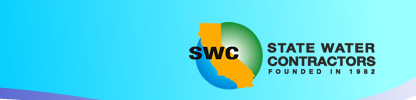 SWC
STATE WATER
CONTRACTORS
FOUNDED IN 1982